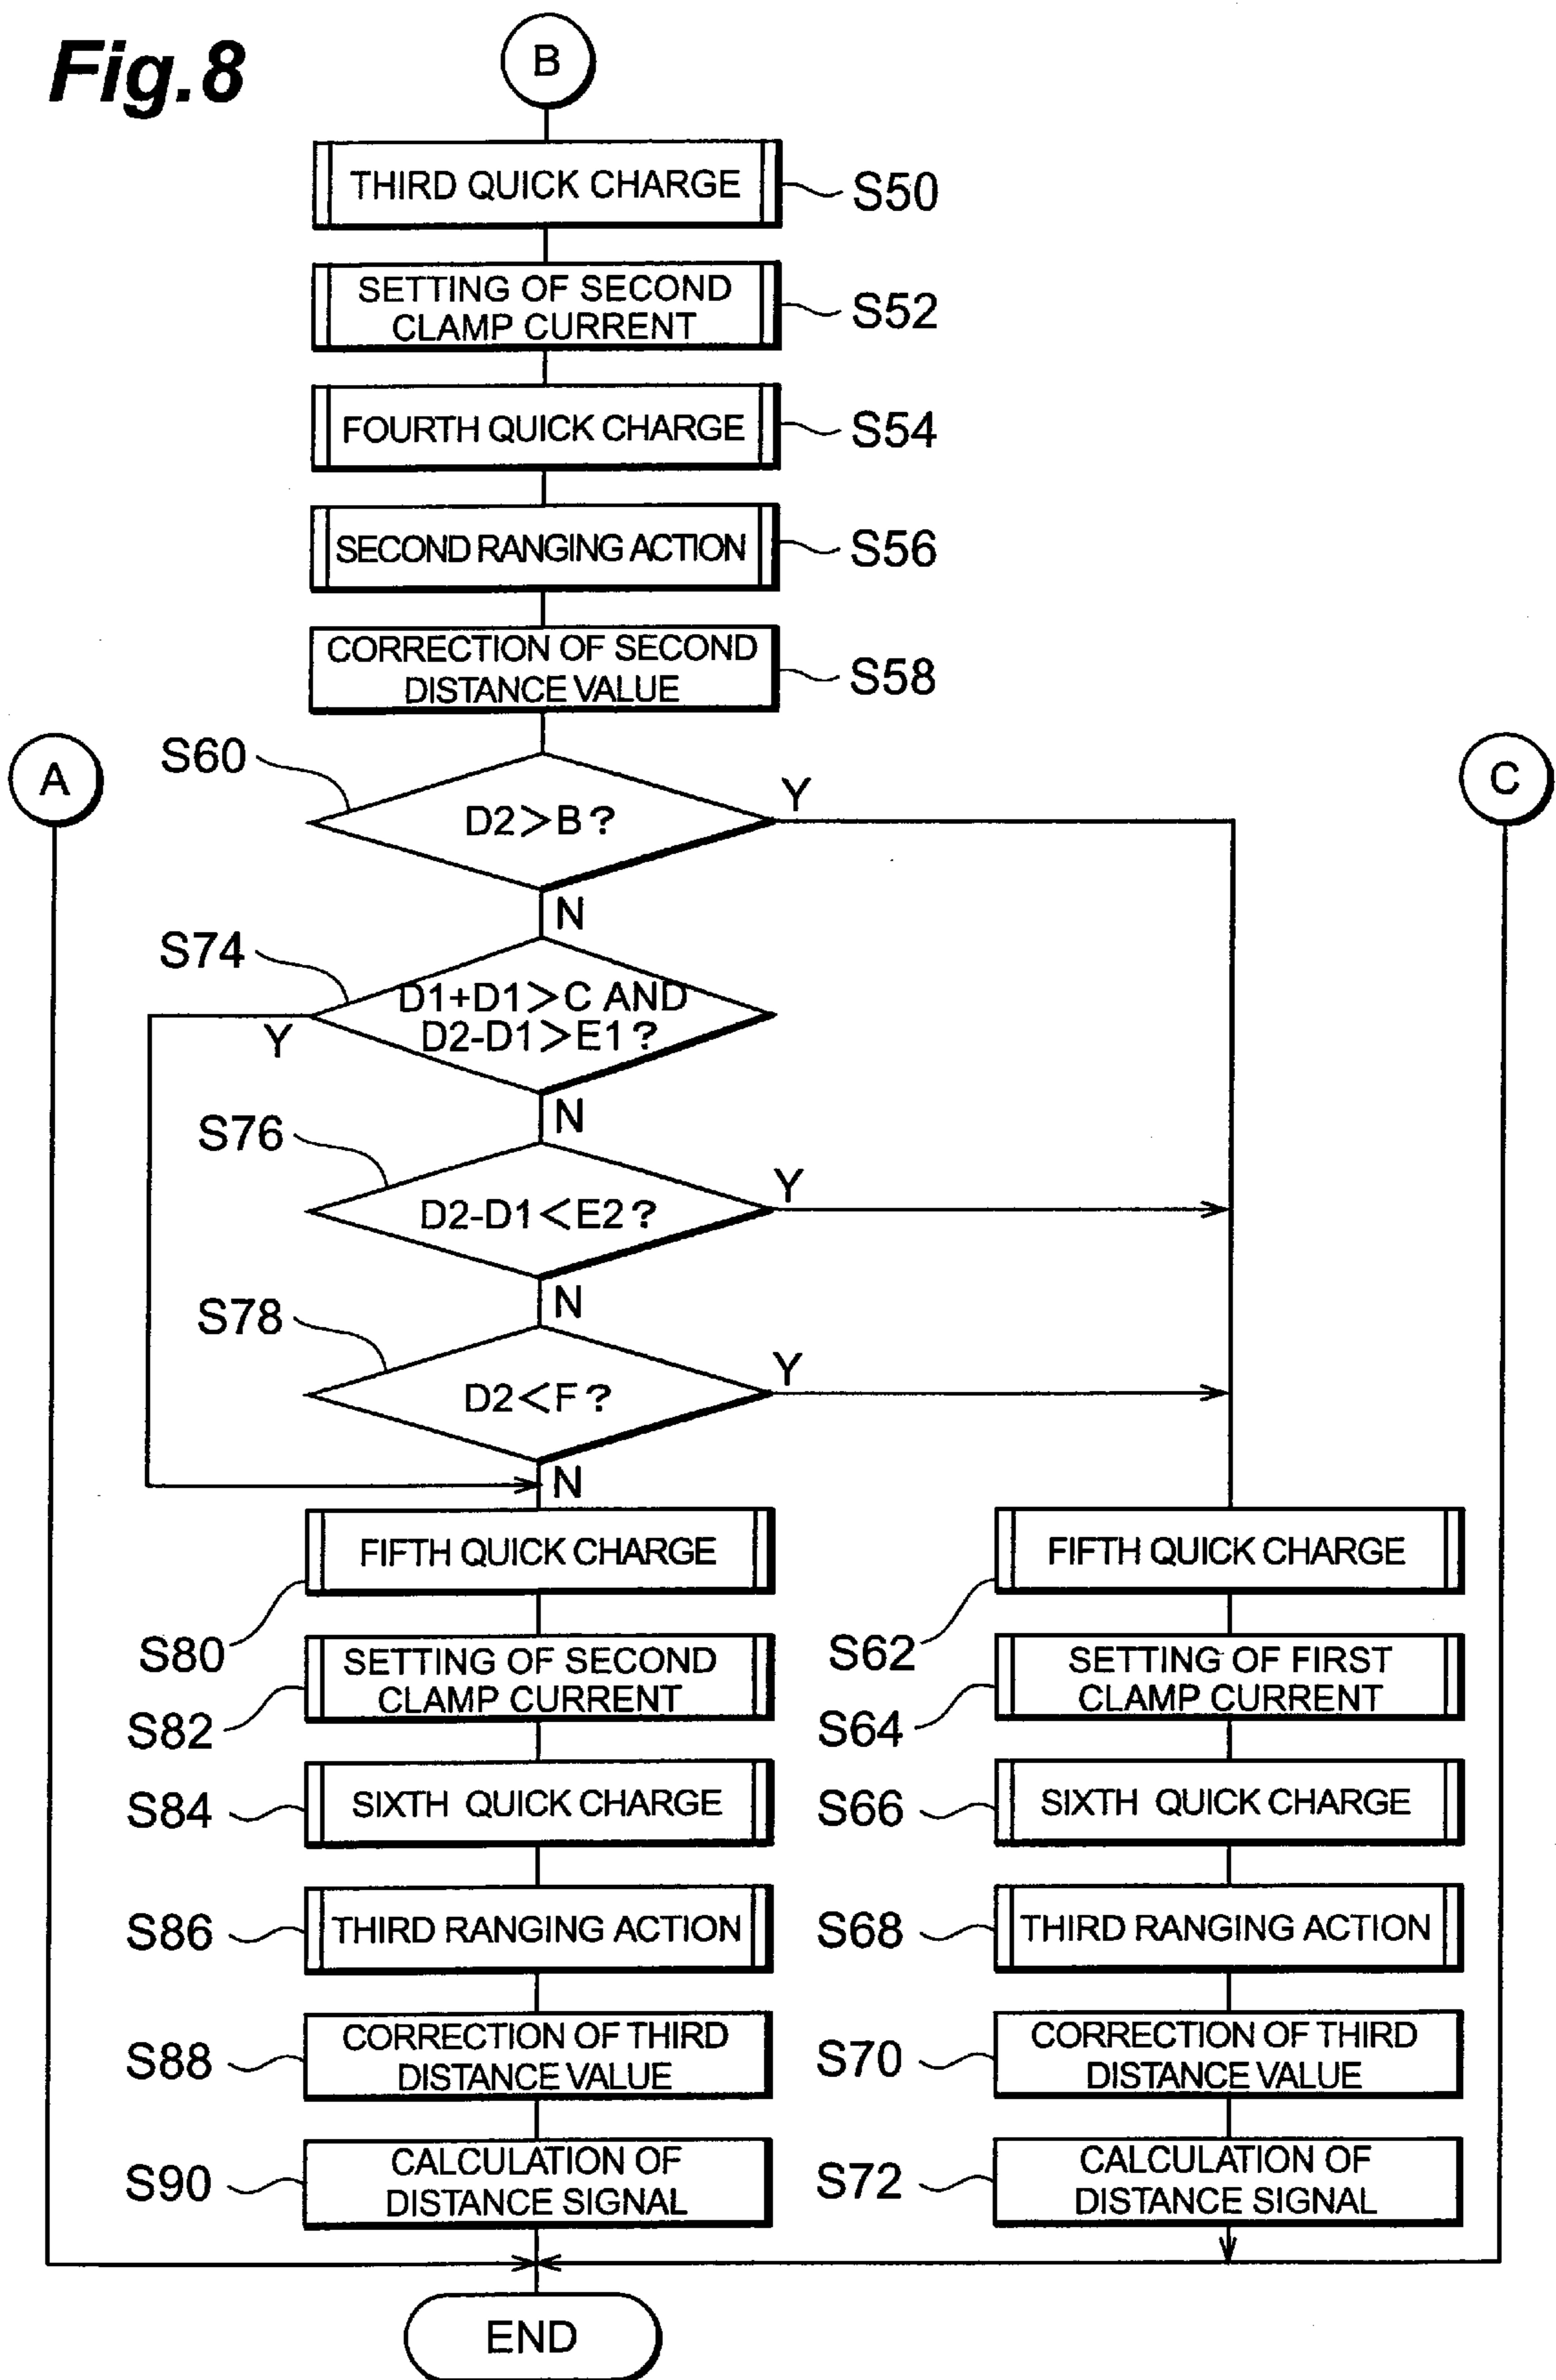 Fig.8
B
THIRD QUICK CHARGE
S50
SETTING OF SECOND
CLAMP CURRENT
S52
FOURTH QUICK CHARGE
S54
SECOND RANGING ACTION
S56
CORRECTION OF SECOND
DISTANCE VALUE
S58
A
S60
D2>B?
Y
C
N
S74
D1+D1>C AND
D2-D1>E1?
Y
N
S76
D2-D1<E2?
Y
N
S78
D2<F?
Y
N
FIFTH QUICK CHARGE
S80
SETTING OF SECOND
CLAMP CURRENT
S82
SIXTH QUICK CHARGE
S84
THIRD RANGING ACTION
S86
CORRECTION OF THIRD
DISTANCE VALUE
S88
CALCULATION OF
DISTANCE SIGNAL
S90
FIFTH QUICK CHARGE
S62
SETTING OF FIRST
CLAMP CURRENT
S64
SIXTH QUICK CHARGE
S66
THIRD RANGING ACTION
S68
CORRECTION OF THIRD
DISTANCE VALUE
S70
CALCULATION OF
DISTANCE SIGNAL
S72
END